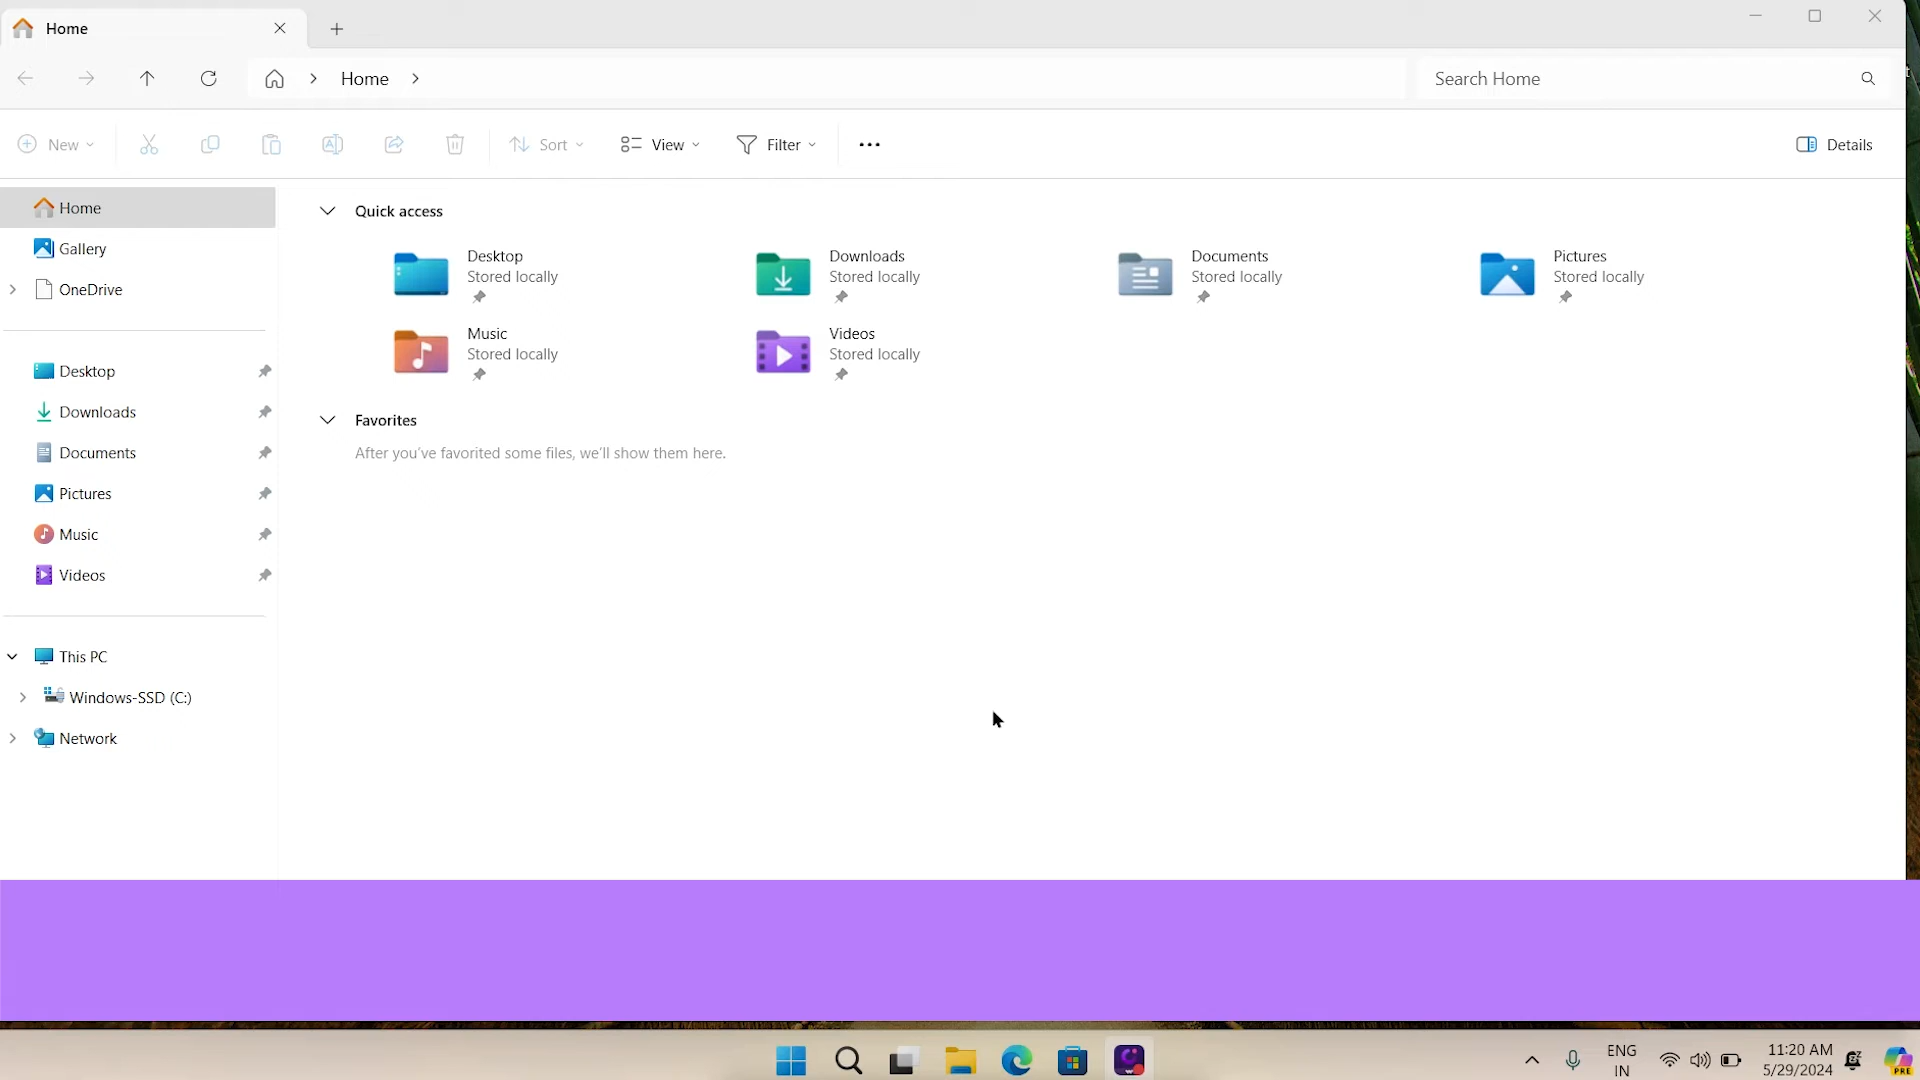 Home
Home
Search Home
New
Sort
View
Filter
Details
Home
Gallery
OneDrive
Desktop
Downloads
Documents
Pictures
Music
Videos
This PC
Windows-SSD (C:)
Network
Quick access
Desktop
Stored locally
Downloads
Stored locally
Documents
Stored locally
Pictures
Stored locally
Music
Stored locally
Videos
Stored locally
Favorites
After you've favorited some files, we'll show them here.
ENG
IN
11:20 AM
5/29/2024
PRE